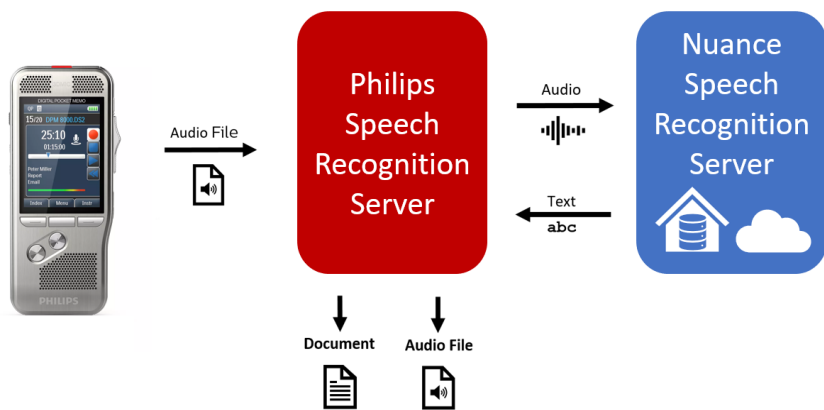 DIGITAL POCKET MEMO
15/20 DPM 8000.DS2
25:10
01:15:00
Peter Miller
Report
Email
Index Menu Instr
PHILIPS
Audio File
Philips
Speech
Recognition
Server
Audio
Text
abc
Nuance
Speech
Recognition
Server
Document
Audio File